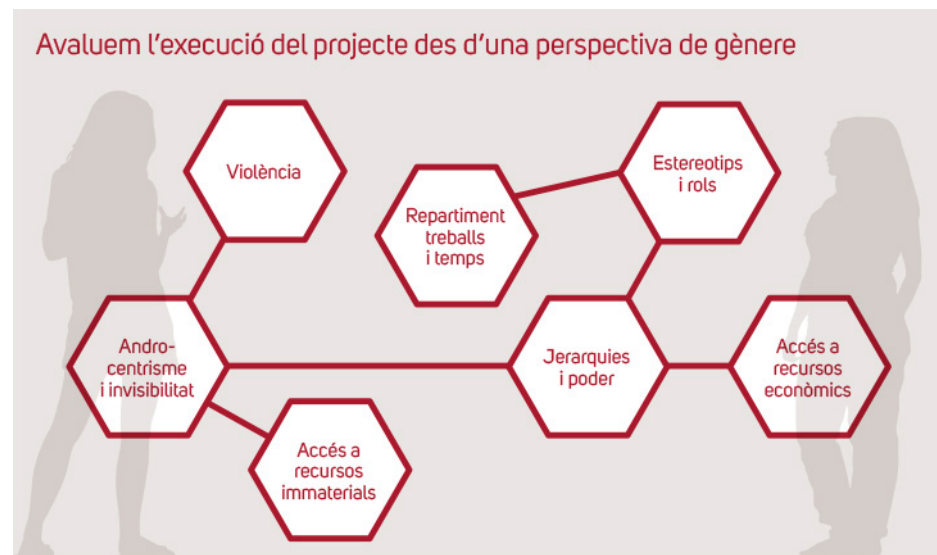 Avaluem l'execució del projecte des d'una perspectiva de gènere
Violència
Estereotips
i rols
Repartiment
treballs
i temps
Andro-
centrisme
i invisibilitat
Jerarquies
i poder
Accés a
recursos
econòmics
Accés a
recursos
immaterials